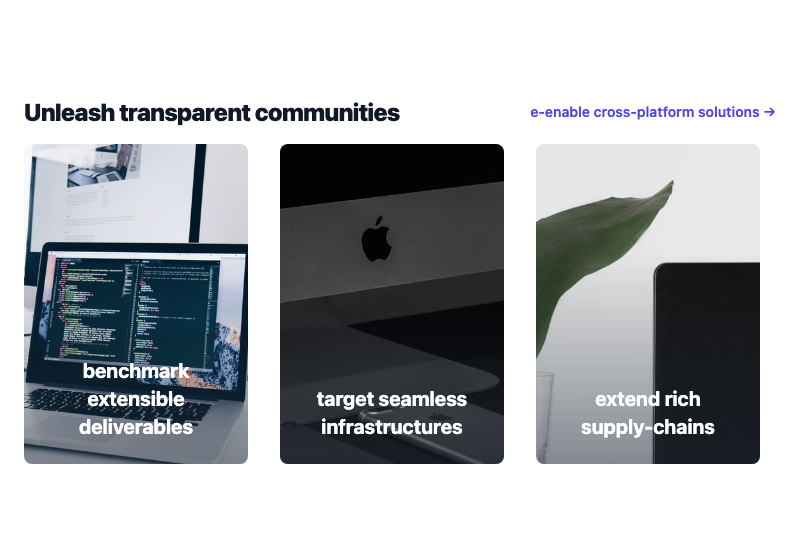 Unleash transparent communities
e-enable cross-platform solutions →
benchmark
extensible
deliverables
target seamless
infrastructures
extend rich
supply-chains